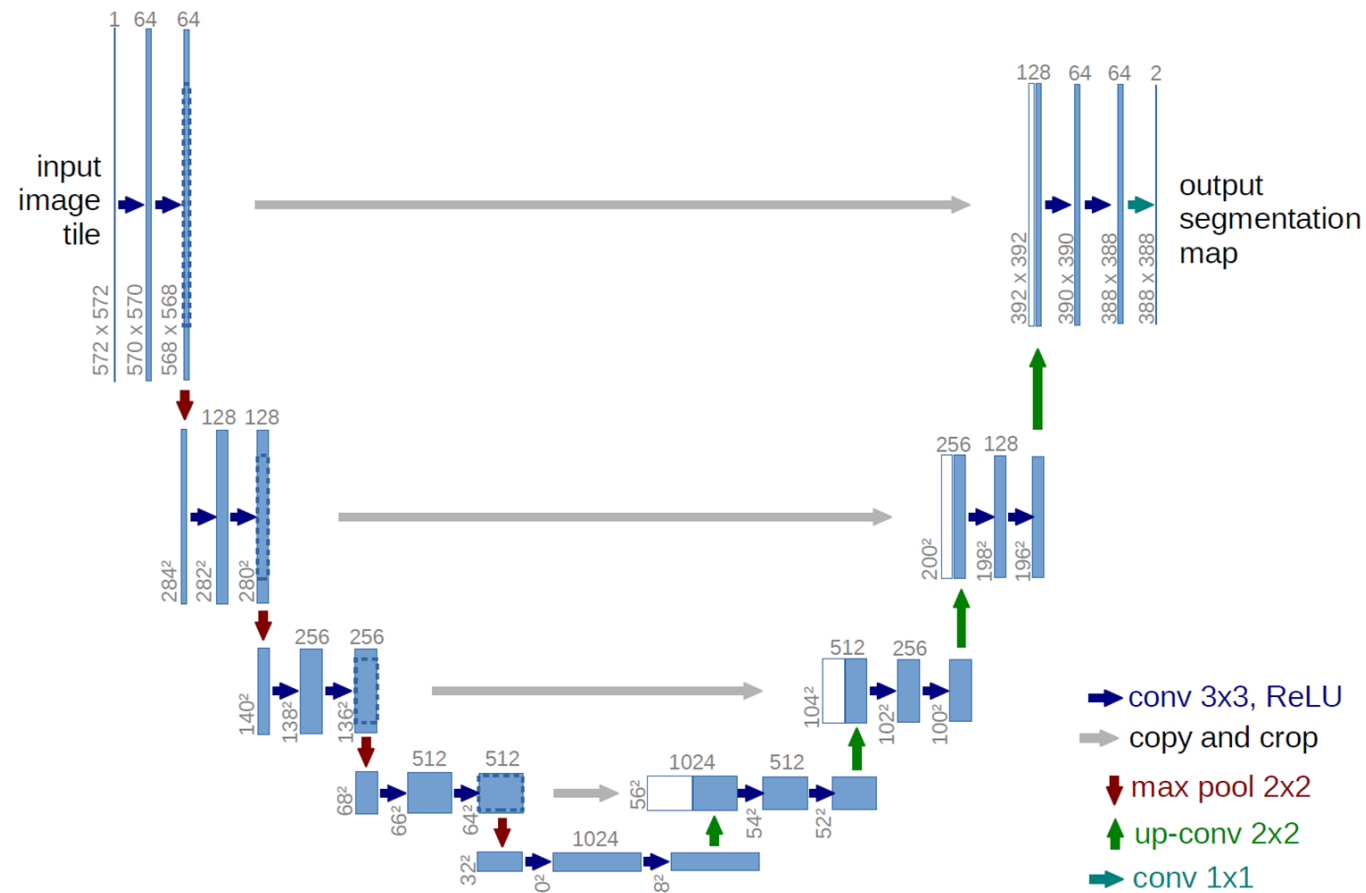 1 64 64
input
image
tile
572 x 572
570 x 570
568 x 568
128 64 64 2
output
segmentation
map
392 x 392
390 x 390
388 x 388
388 x 388
128 128
284²
282²
280²
256 128
200²
198²
196²
256 256
140²
138²
136²
512 256
104²
102²
100²
512 512
68²
66²
64²
1024 512
56²
54²
52²
1024
32²
0²
8²
conv 3x3, ReLU
copy and crop
max pool 2x2
up-conv 2x2
conv 1x1